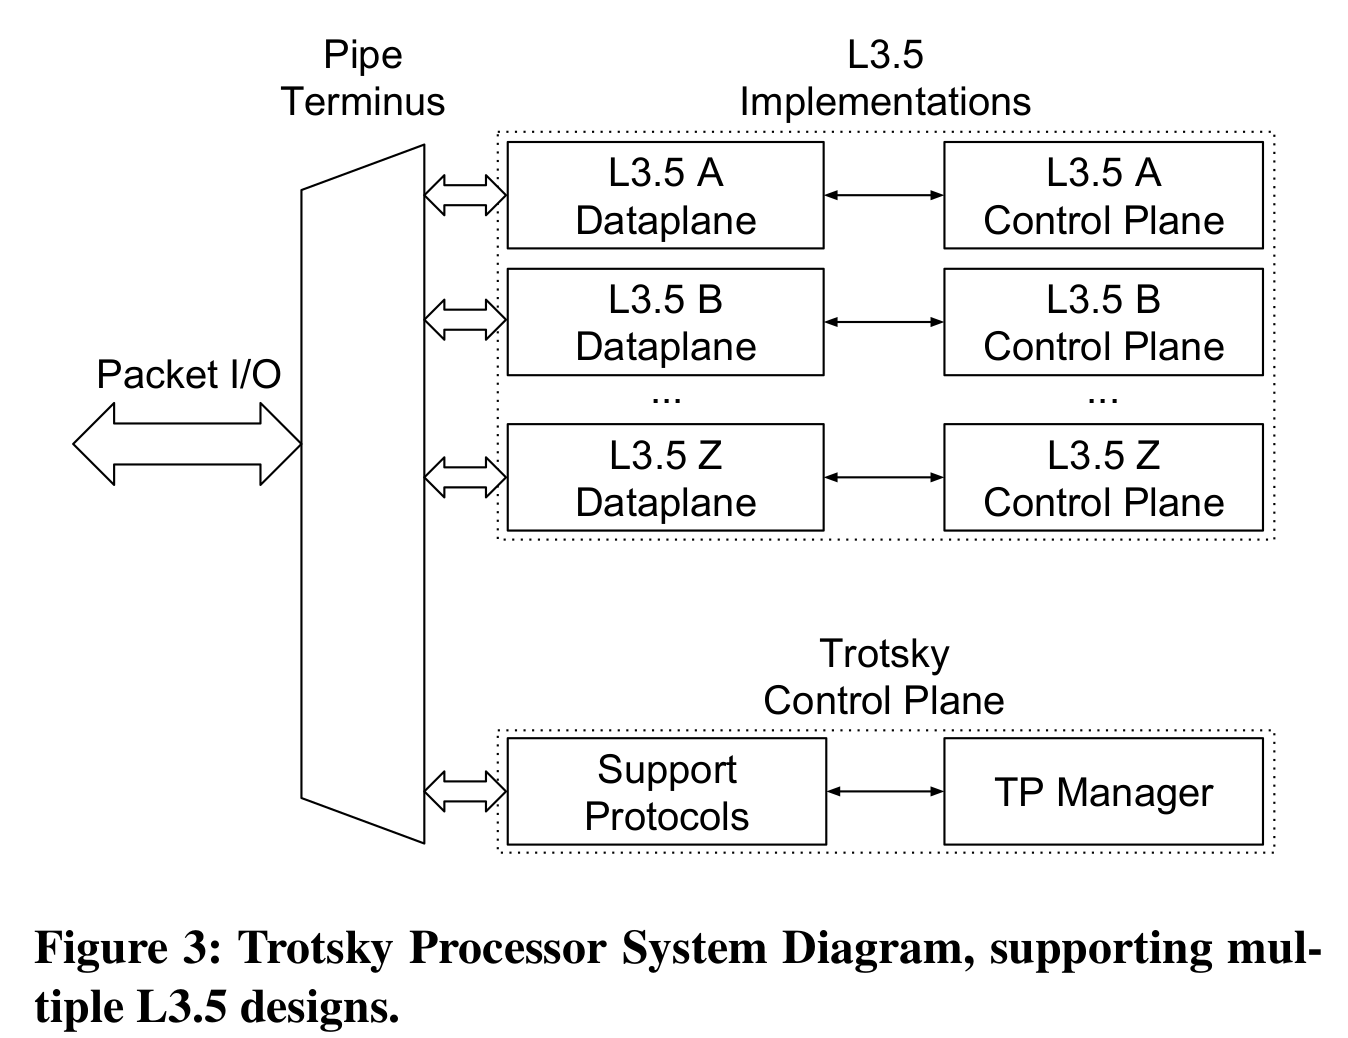 Pipe
Terminus
L3.5
Implementations
L3.5 A
Dataplane
L3.5 A
Control Plane
L3.5 B
Dataplane
L3.5 B
Control Plane
Packet I/O
...
...
L3.5 Z
Dataplane
L3.5 Z
Control Plane
Trotsky
Control Plane
Support
Protocols
TP Manager
Figure 3: Trotsky Processor System Diagram, supporting mul-
tiple L3.5 designs.